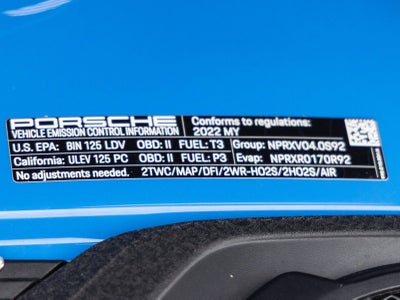 PORSCHE
VEHICLE EMISSION CONTROL INFORMATION
Conforms to regulations:
2022 MY
U.S. EPA: BIN 125 LDV OBD: II FUEL: T3 Group: NPRXV04.0S92
California: ULEV 125 PC OBD: II FUEL: P3 Evap: NPRXR0170R92
No adjustments needed. 2TWC/MAP/DFI/2WR-HO2S/2HO2S/AIR